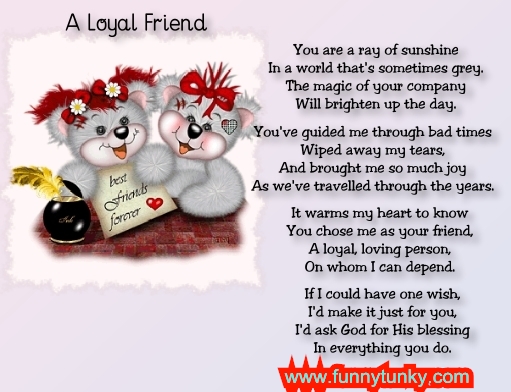 A Loyal Friend
You are a ray of sunshine
In a world that's sometimes grey.
The magic of your company
Will brighten up the day.
You've guided me through bad times
Wiped away my tears,
And brought me so much joy
As we've travelled through the years.
It warms my heart to know
You chose me as your friend,
A loyal, loving person,
On whom I can depend.
If I could have one wish,
I'd make it just for you,
I'd ask God for His blessing
In everything you do.
best
Friends
forever
Ink
www.funnytunky.com